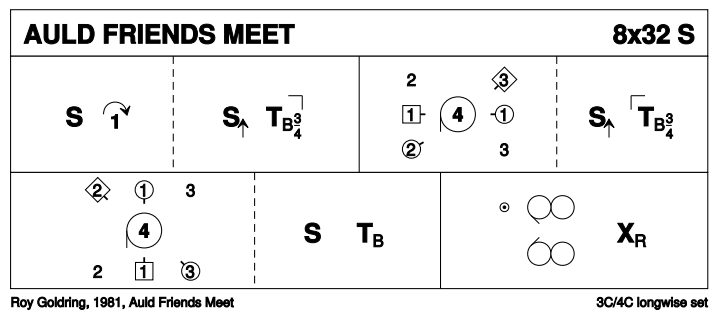 AULD FRIENDS MEET 8x32 S
S 1 S T B 3/4 2 3 1 4 1 2 3 S T B 3/4
2 1 3 4 2 1 3 S T B X R
Roy Goldring, 1981, Auld Friends Meet 3C/4C longwise set